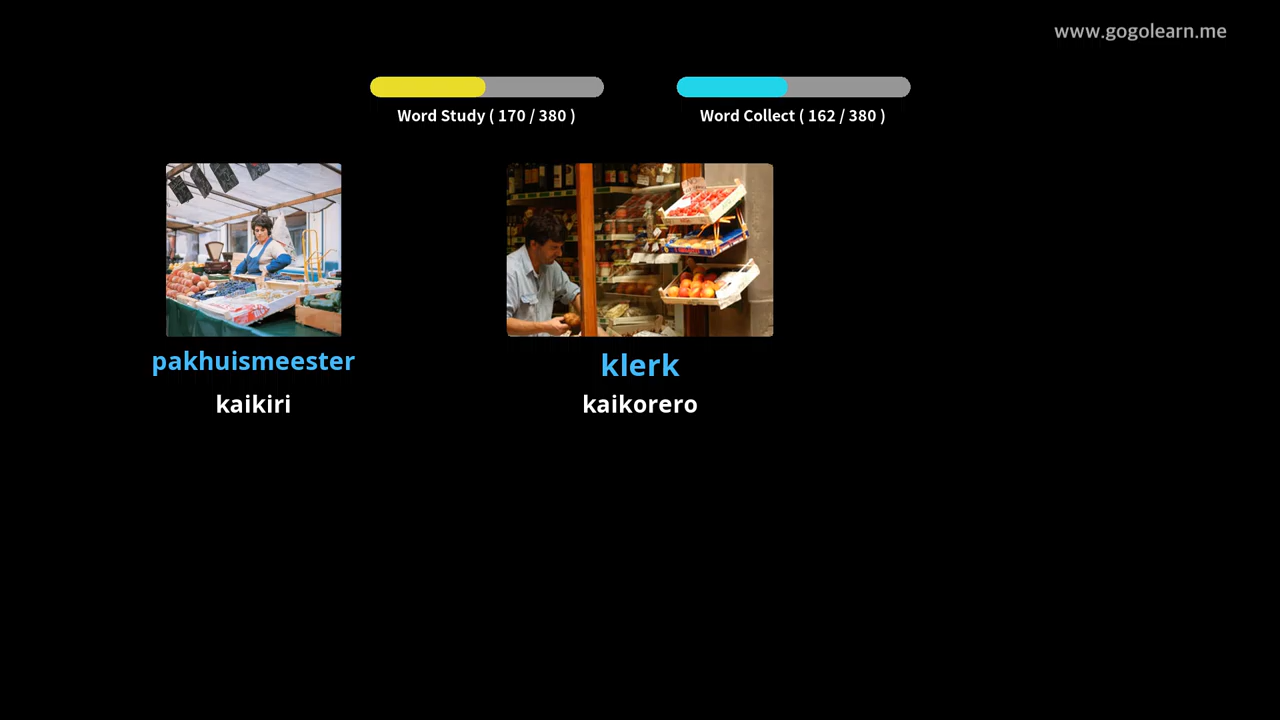 www.gogolearn.me
Word Study ( 170 / 380 )
Word Collect ( 162 / 380 )
pakhuismeester
klerk
kaikiri
kaikorero